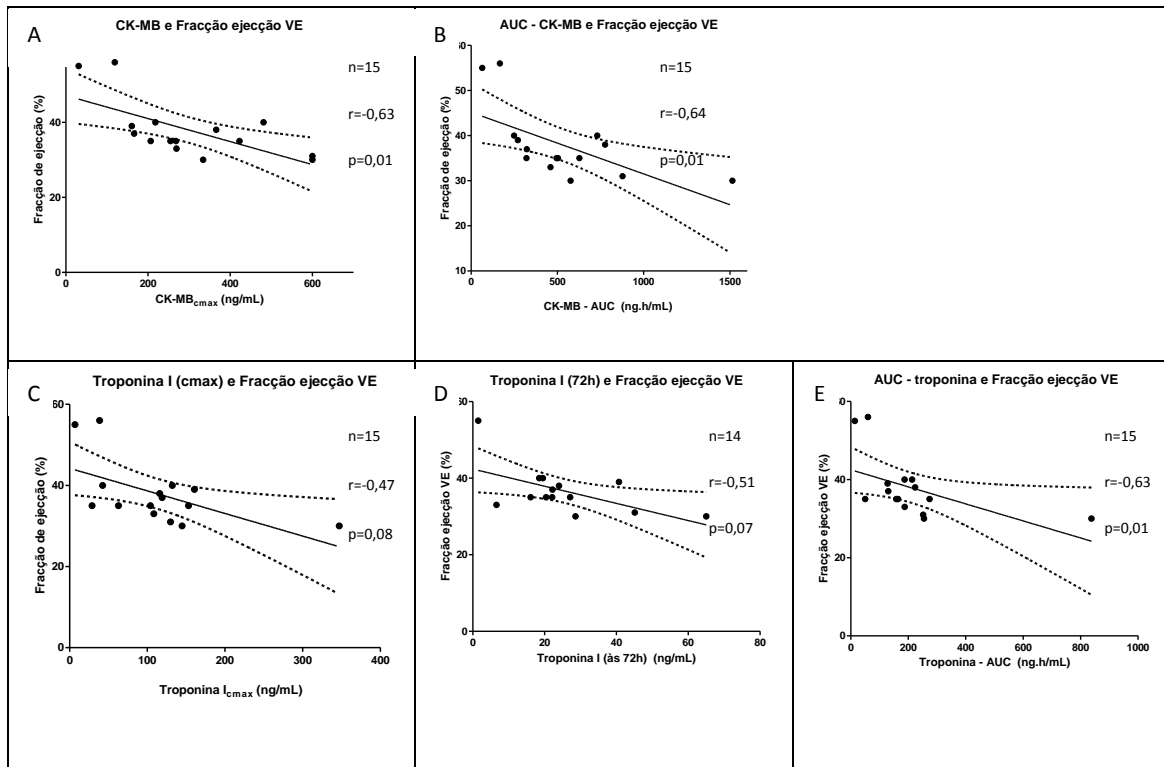 A
CK-MB e Fracção ejecção VE
n=15
r=-0,63
p=0,01
Fracção de ejecção (%)
40
20
0
0 200 400 600
CK-MBcmax (ng/mL)
B
AUC - CK-MB e Fracção ejecção VE
n=15
r=-0,64
p=0,01
Fracção de ejecção (%)
60
50
40
30
20
10
0 500 1000 1500
CK-MB - AUC (ng.h/mL)
C
Troponina I (cmax) e Fracção ejecção VE
n=15
r=-0,47
p=0,08
Fracção de ejecção (%)
60
40
20
0
0 100 200 300 400
Troponina Icmax (ng/mL)
D
Troponina I (72h) e Fracção ejecção VE
n=14
r=-0,51
p=0,07
Fracção ejecção VE (%)
60
40
20
0
0 20 40 60 80
Troponina I (às 72h) (ng/mL)
E
AUC - troponina e Fracção ejecção VE
n=15
r=-0,63
p=0,01
Fracção ejecção VE (%)
60
40
20
0
0 200 400 600 800 1000
Troponina - AUC (ng.h/mL)